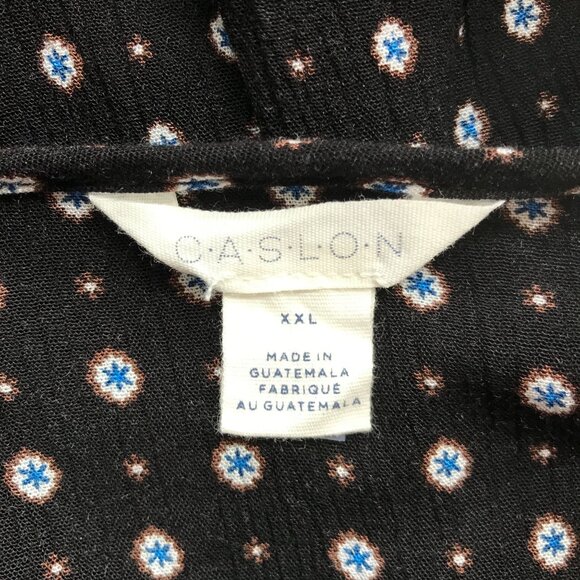 C·A·S·L·O·N
XXL
MADE IN
GUATEMALA
FABRIQUÉ
AU GUATEMALA